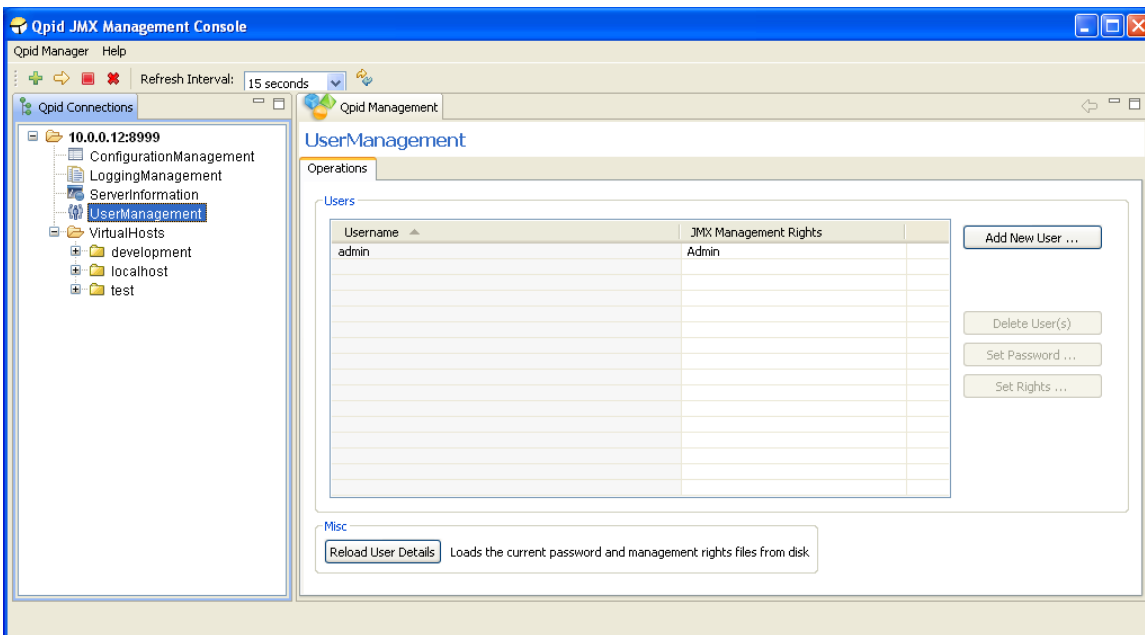 Qpid JMX Management Console
Qpid Manager Help
Refresh Interval: 15 seconds
Qpid Connections
10.0.0.12:8999
ConfigurationManagement
LoggingManagement
ServerInformation
UserManagement
VirtualHosts
development
localhost
test
Qpid Management
UserManagement
Operations
Users
Username JMX Management Rights
admin Admin
Add New User ...
Delete User(s)
Set Password ...
Set Rights ...
Misc
Reload User Details Loads the current password and management rights files from disk